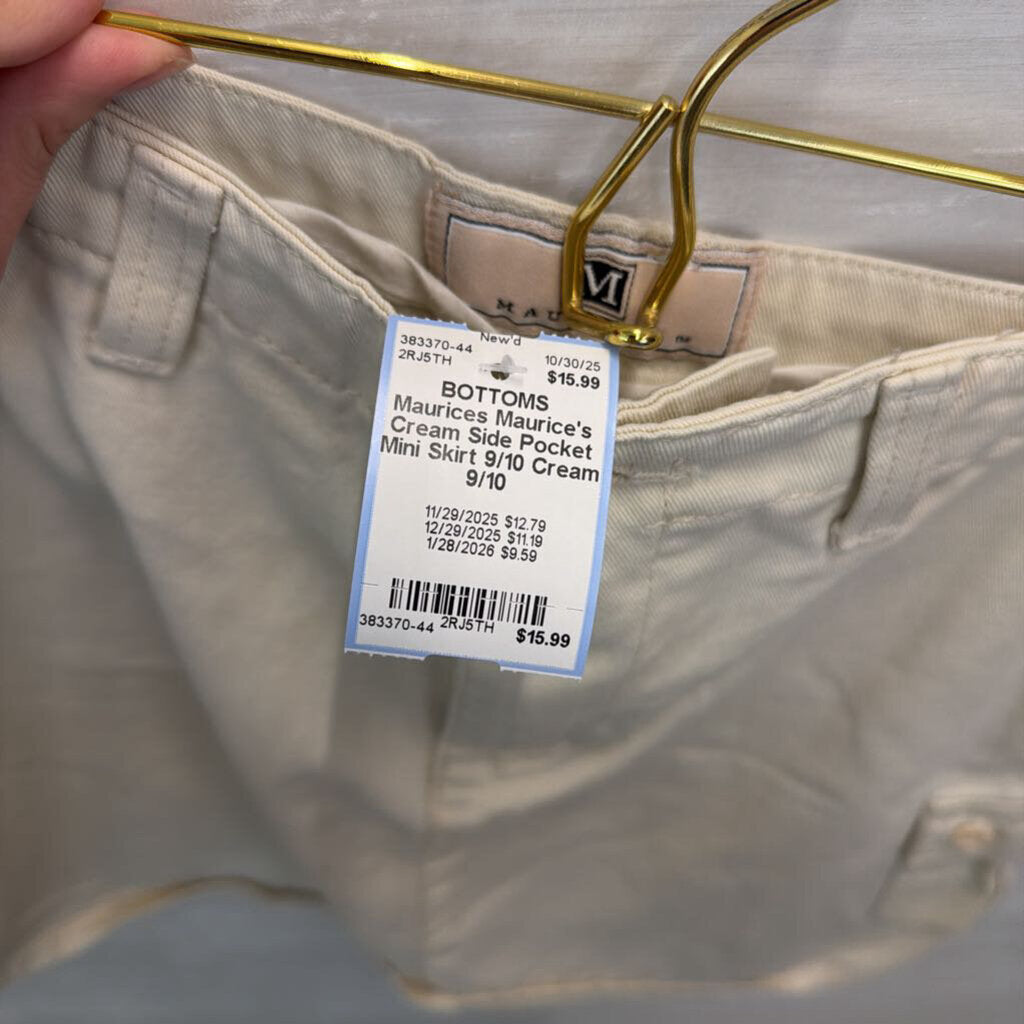 M
MAU
New'd
383370-44
2RJ5TH
10/30/25
$15.99
BOTTOMS
Maurices Maurice's
Cream Side Pocket
Mini Skirt 9/10 Cream
9/10
11/29/2025 $12.79
12/29/2025 $11.19
1/28/2026 $9.59
383370-44 2RJ5TH $15.99